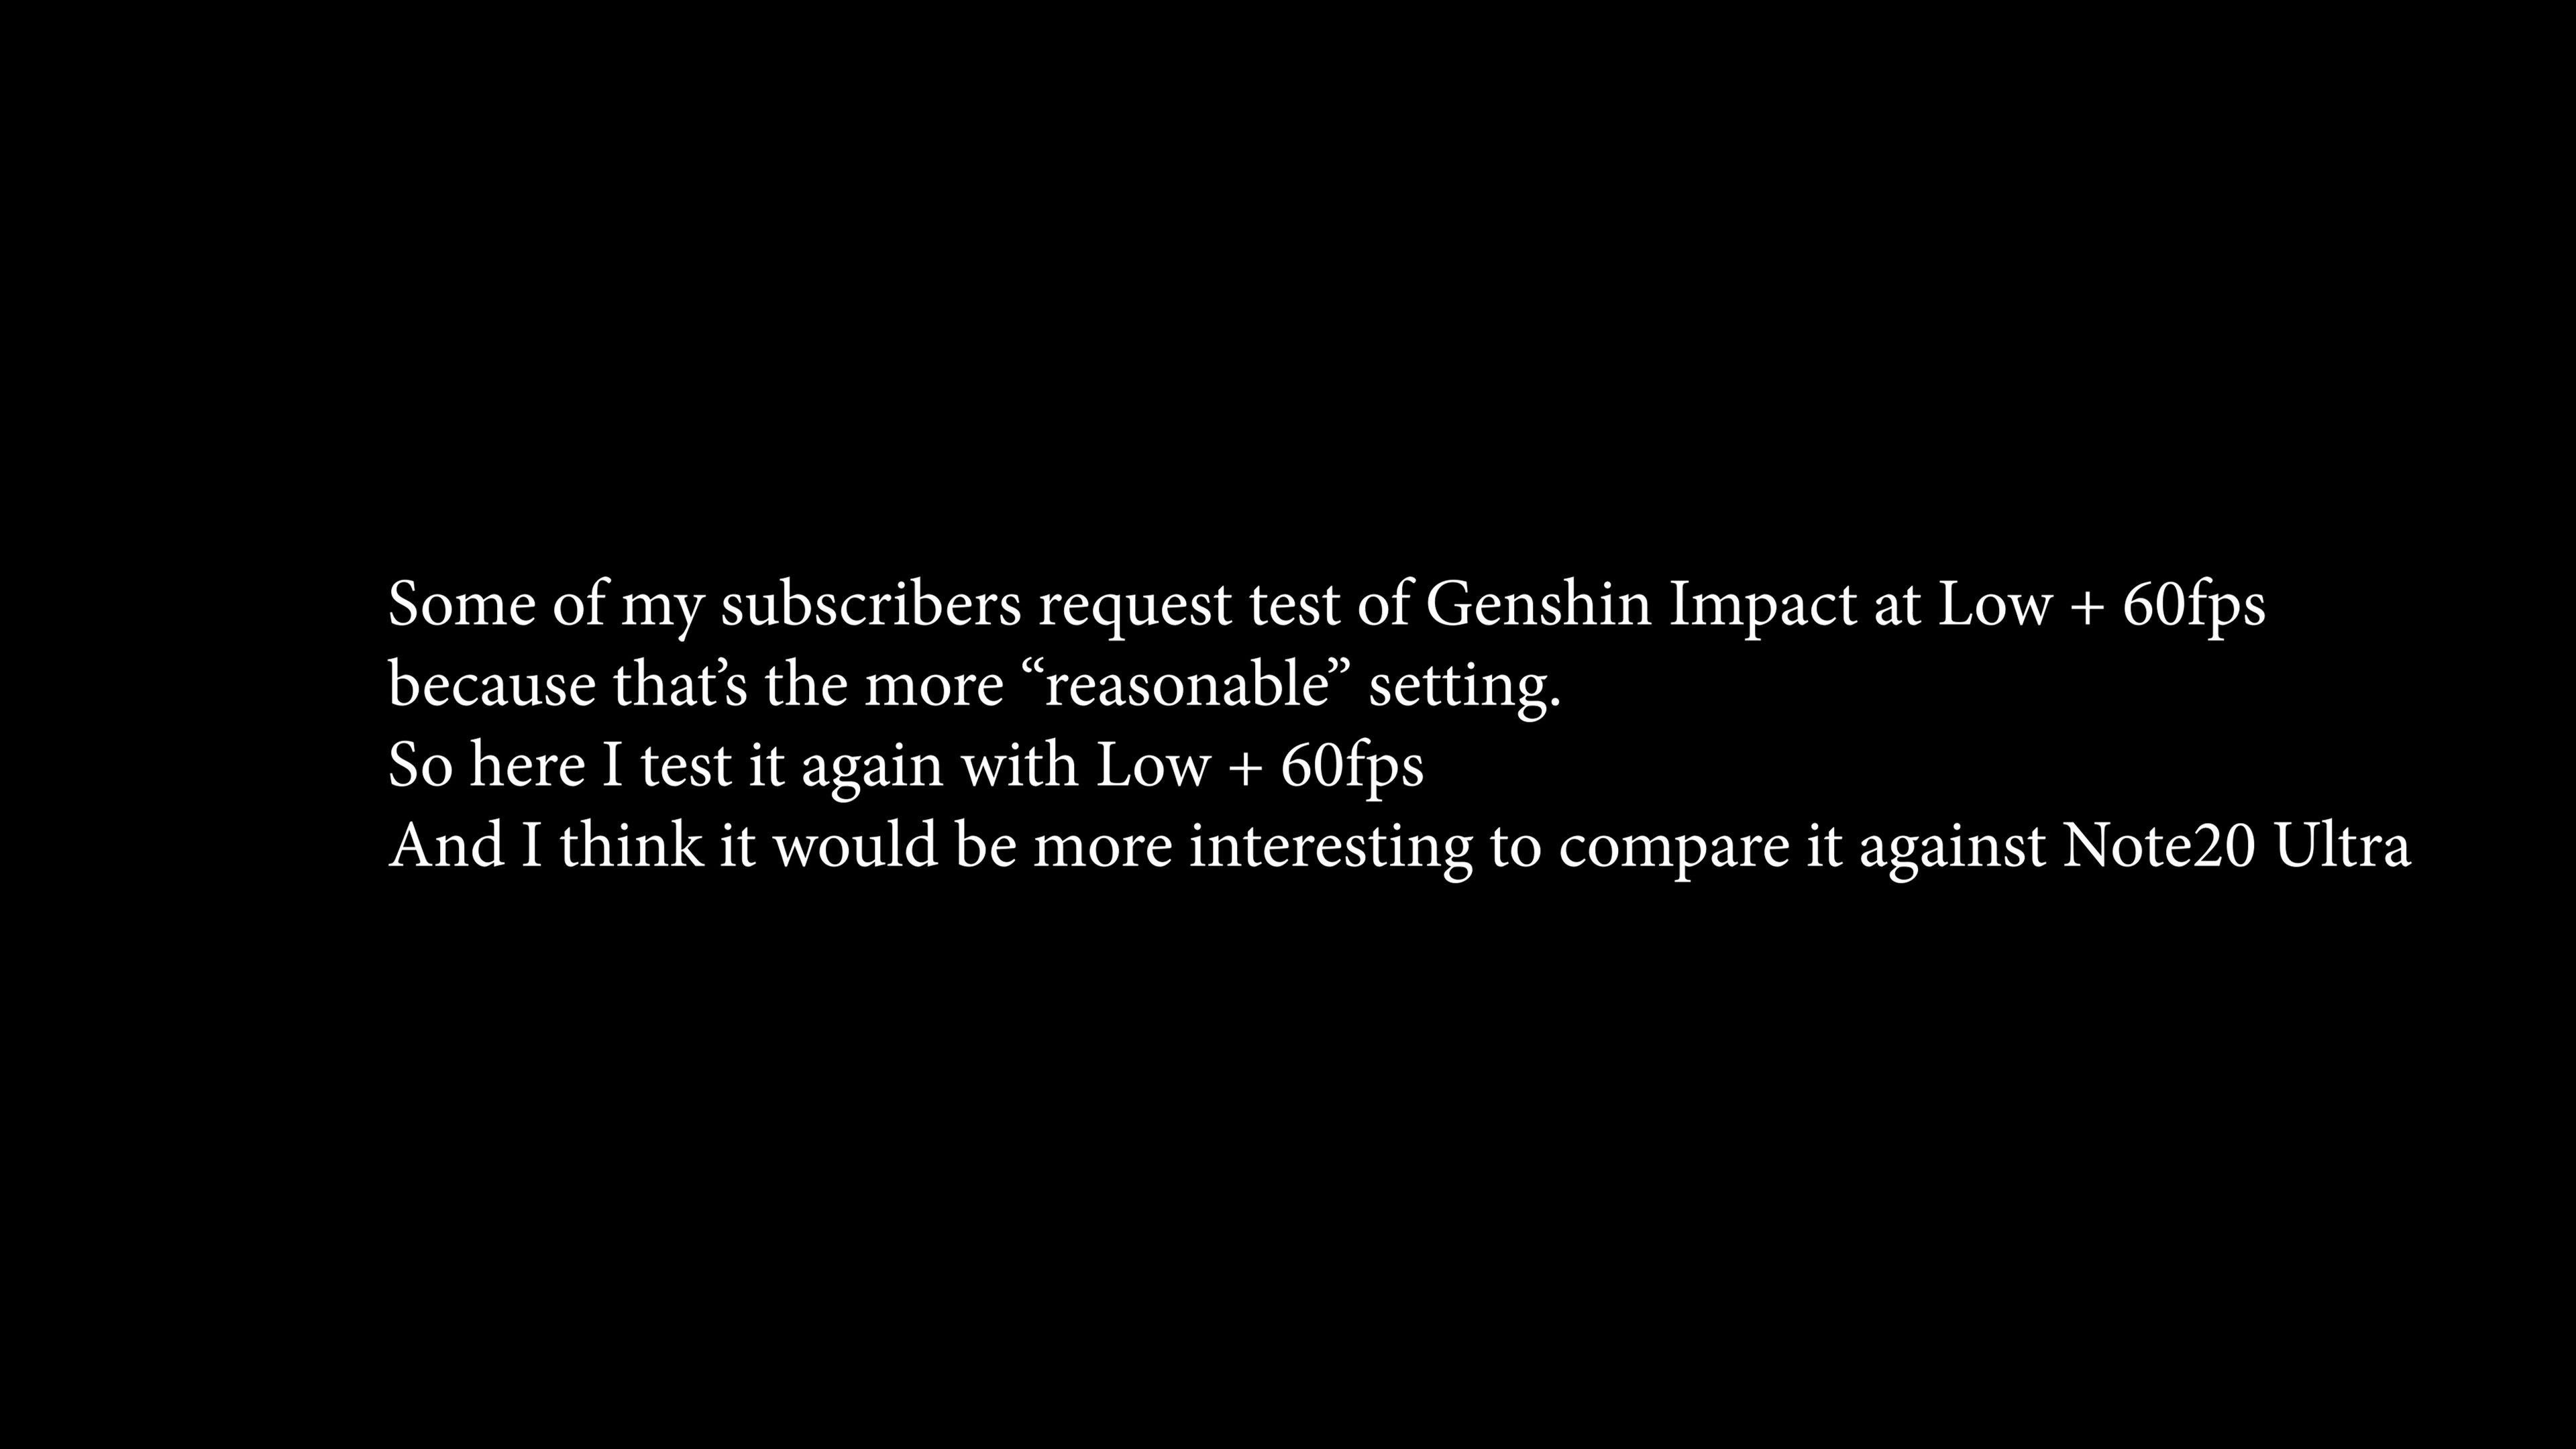 Some of my subscribers request test of Genshin Impact at Low + 60fps
because that’s the more “reasonable” setting.
So here I test it again with Low + 60fps
And I think it would be more interesting to compare it against Note20 Ultra